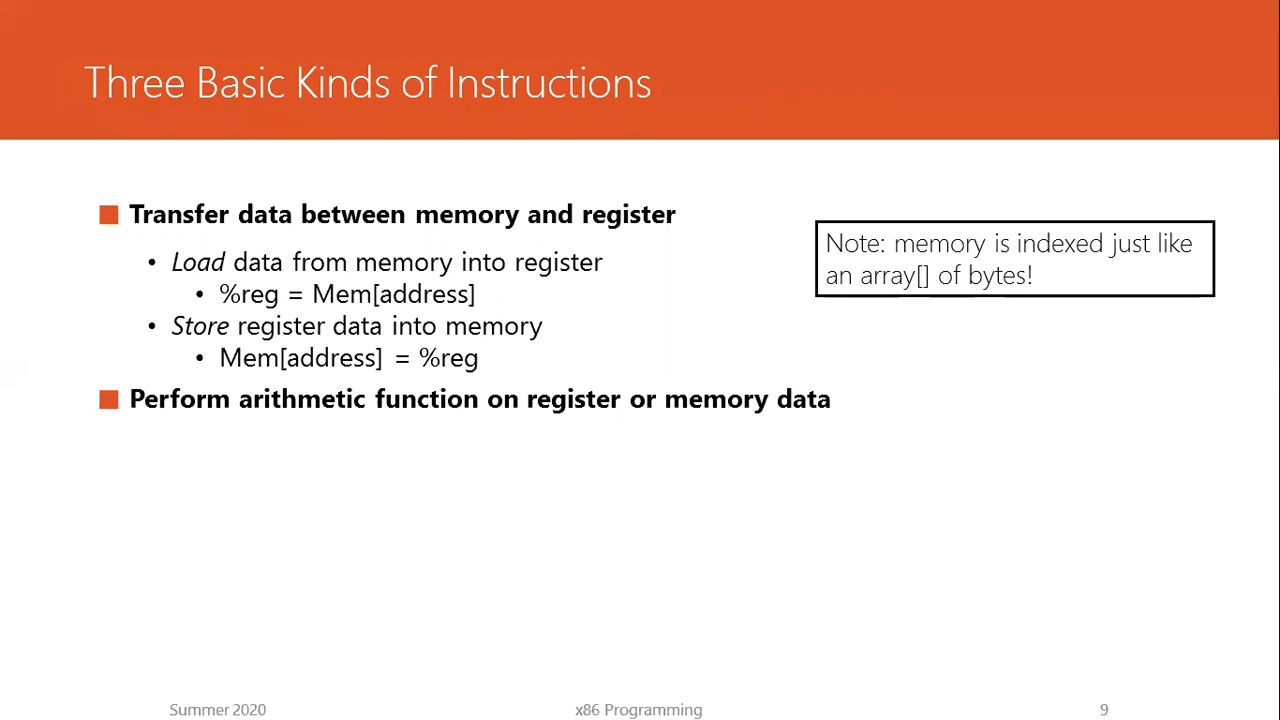 Three Basic Kinds of Instructions
Transfer data between memory and register
• Load data from memory into register
• %reg = Mem[address]
• Store register data into memory
• Mem[address] = %reg
Perform arithmetic function on register or memory data
Note: memory is indexed just like
an array[] of bytes!
Summer 2020
x86 Programming
9